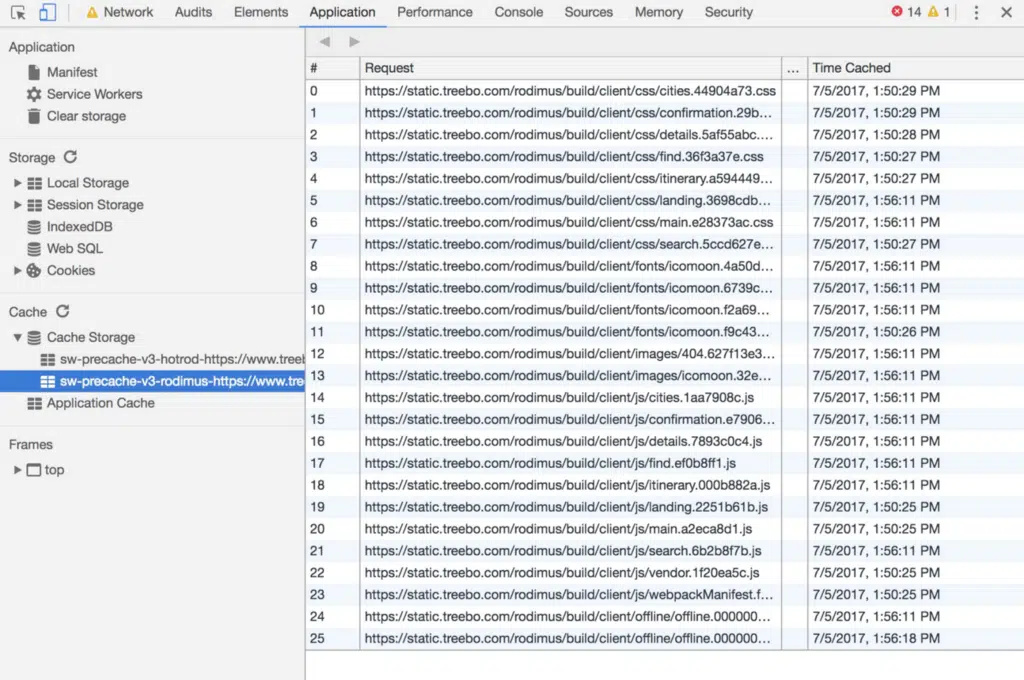 Network Audits Elements Application Performance Console Sources Memory Security 14 1
Application
Manifest
Service Workers
Clear storage
Storage
Local Storage
Session Storage
IndexedDB
Web SQL
Cookies
Cache
Cache Storage
sw-precache-v3-hotrod-https://www.treeb
sw-precache-v3-rodimus-https://www.tre
Application Cache
Frames
top
# Request ... Time Cached
0 https://static.treebo.com/rodimus/build/client/css/cities.44904a73.css 7/5/2017, 1:50:29 PM
1 https://static.treebo.com/rodimus/build/client/css/confirmation.29b... 7/5/2017, 1:50:29 PM
2 https://static.treebo.com/rodimus/build/client/css/details.5af55abc.... 7/5/2017, 1:50:28 PM
3 https://static.treebo.com/rodimus/build/client/css/find.36f3a37e.css 7/5/2017, 1:50:27 PM
4 https://static.treebo.com/rodimus/build/client/css/itinerary.a594449... 7/5/2017, 1:50:27 PM
5 https://static.treebo.com/rodimus/build/client/css/landing.3698cdb... 7/5/2017, 1:56:11 PM
6 https://static.treebo.com/rodimus/build/client/css/main.e28373ac.css 7/5/2017, 1:56:11 PM
7 https://static.treebo.com/rodimus/build/client/css/search.5ccd627e... 7/5/2017, 1:50:27 PM
8 https://static.treebo.com/rodimus/build/client/fonts/icomoon.4a50d... 7/5/2017, 1:56:11 PM
9 https://static.treebo.com/rodimus/build/client/fonts/icomoon.6739c... 7/5/2017, 1:56:11 PM
10 https://static.treebo.com/rodimus/build/client/fonts/icomoon.f2a69... 7/5/2017, 1:56:11 PM
11 https://static.treebo.com/rodimus/build/client/fonts/icomoon.f9c43... 7/5/2017, 1:50:26 PM
12 https://static.treebo.com/rodimus/build/client/images/404.627f13e3... 7/5/2017, 1:56:11 PM
13 https://static.treebo.com/rodimus/build/client/images/icomoon.32e... 7/5/2017, 1:56:11 PM
14 https://static.treebo.com/rodimus/build/client/js/cities.1aa7908c.js 7/5/2017, 1:56:11 PM
15 https://static.treebo.com/rodimus/build/client/js/confirmation.e7906... 7/5/2017, 1:56:11 PM
16 https://static.treebo.com/rodimus/build/client/js/details.7893c0c4.js 7/5/2017, 1:56:11 PM
17 https://static.treebo.com/rodimus/build/client/js/find.ef0b8ff1.js 7/5/2017, 1:56:11 PM
18 https://static.treebo.com/rodimus/build/client/js/itinerary.000b882a.js 7/5/2017, 1:56:11 PM
19 https://static.treebo.com/rodimus/build/client/js/landing.2251b61b.js 7/5/2017, 1:50:25 PM
20 https://static.treebo.com/rodimus/build/client/js/main.a2eca8d1.js 7/5/2017, 1:50:25 PM
21 https://static.treebo.com/rodimus/build/client/js/search.6b2b8f7b.js 7/5/2017, 1:56:11 PM
22 https://static.treebo.com/rodimus/build/client/js/vendor.1f20ea5c.js 7/5/2017, 1:50:25 PM
23 https://static.treebo.com/rodimus/build/client/js/webpackManifest.f... 7/5/2017, 1:50:25 PM
24 https://static.treebo.com/rodimus/build/client/offline/offline.000000... 7/5/2017, 1:56:11 PM
25 https://static.treebo.com/rodimus/build/client/offline/offline.000000... 7/5/2017, 1:56:18 PM